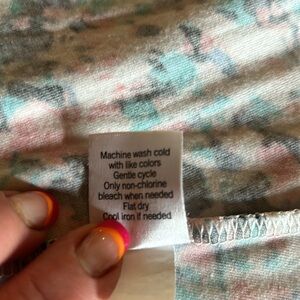 Machine wash cold
with like colors
Gentle cycle
Only non-chlorine
bleach when needed
Flat dry
Cool iron if needed